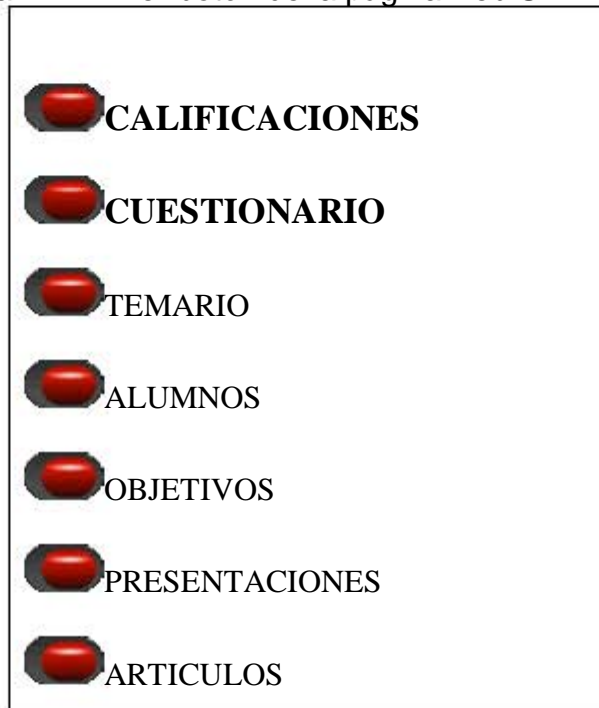 CALIFICACIONES
CUESTIONARIO
TEMARIO
ALUMNOS
OBJETIVOS
PRESENTACIONES
ARTICULOS